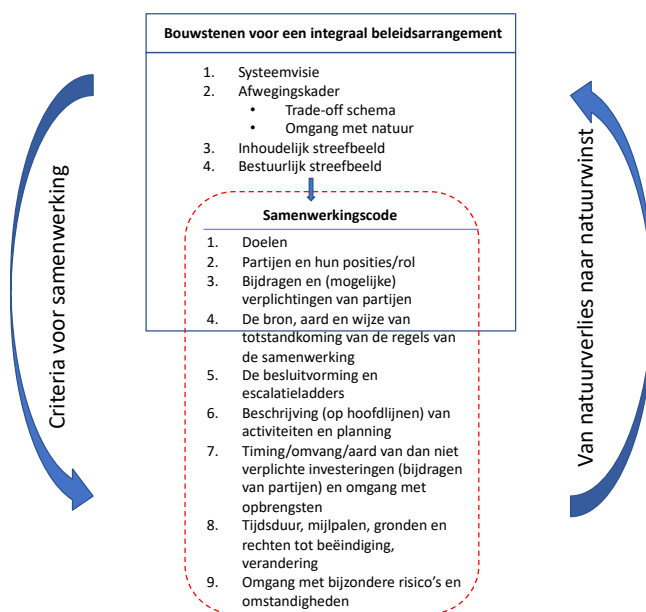 Bouwstenen voor een integraal beleidsarrangement
1. Systeemvisie
2. Afwegingskader
• Trade-off schema
• Omgang met natuur
3. Inhoudelijk streefbeeld
4. Bestuurlijk streefbeeld
Samenwerkingscode
1. Doelen
2. Partijen en hun posities/rol
3. Bijdragen en (mogelijke)
verplichtingen van partijen
4. De bron, aard en wijze van
totstandkoming van de regels van
de samenwerking
5. De besluitvorming en
escalatieladders
6. Beschrijving (op hoofdlijnen) van
activiteiten en planning
7. Timing/omvang/aard van dan niet
verplichte investeringen (bijdragen
van partijen) en omgang met
opbrengsten
8. Tijdsduur, mijlpalen, gronden en
rechten tot beëindiging,
verandering
9. Omgang met bijzondere risico's en
omstandigheden
Criteria voor samenwerking
Van natuurverlies naar natuurwinst